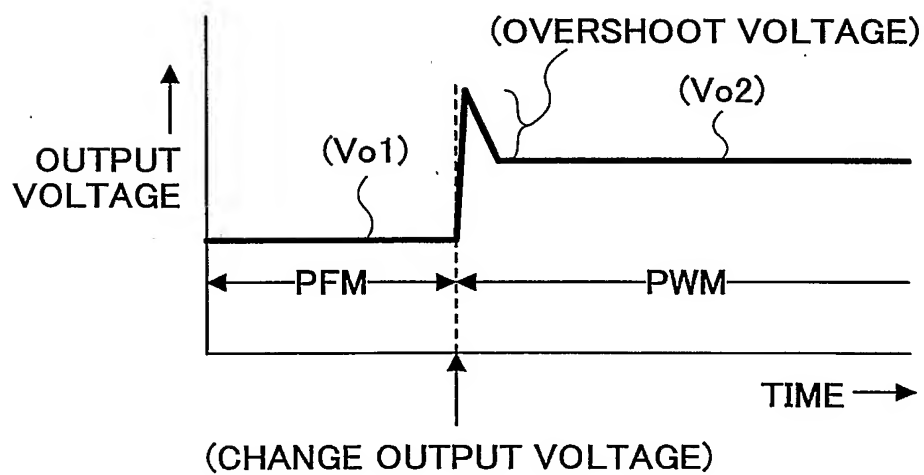 (OVERSHOOT VOLTAGE)
(Vo2)
(Vo1)
OUTPUT
VOLTAGE
PFM
PWM
TIME
(CHANGE OUTPUT VOLTAGE)